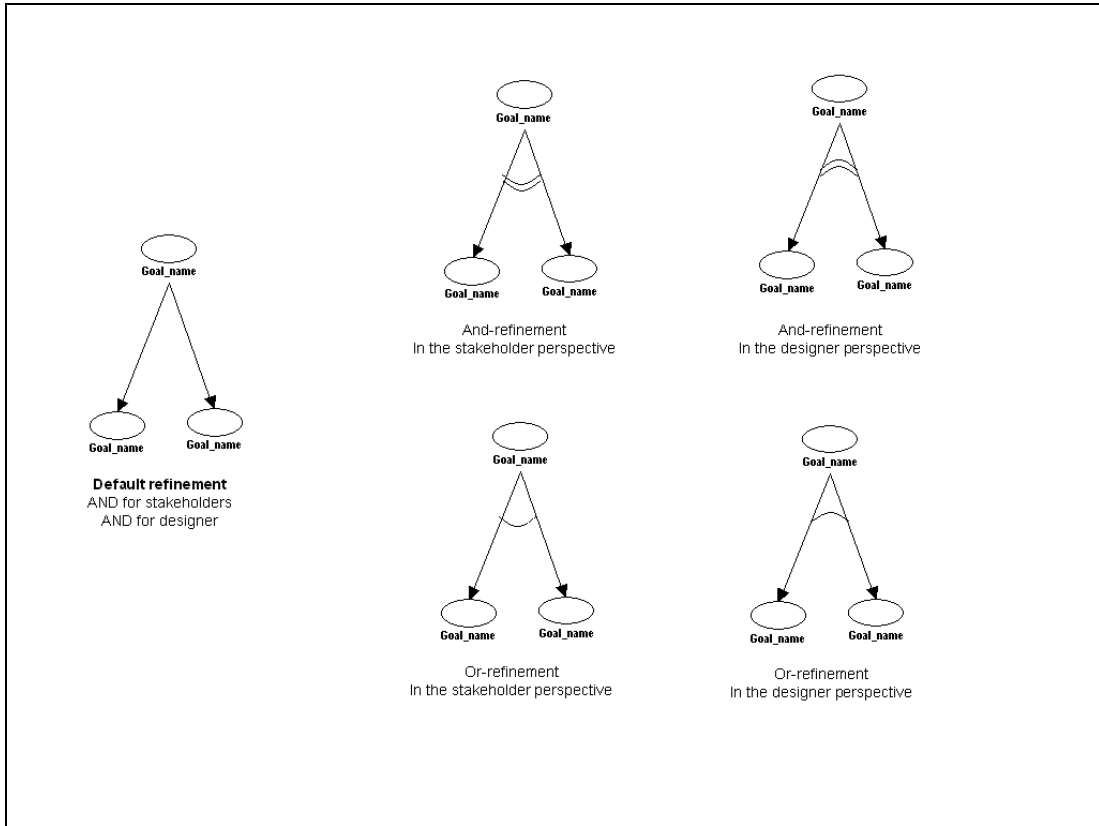 Goal_name
Goal_name
Goal_name
Default refinement
AND for stakeholders
AND for designer
Goal_name
Goal_name
Goal_name
And-refinement
In the stakeholder perspective
Goal_name
Goal_name
Goal_name
And-refinement
In the designer perspective
Goal_name
Goal_name
Goal_name
Or-refinement
In the stakeholder perspective
Goal_name
Goal_name
Goal_name
Or-refinement
In the designer perspective